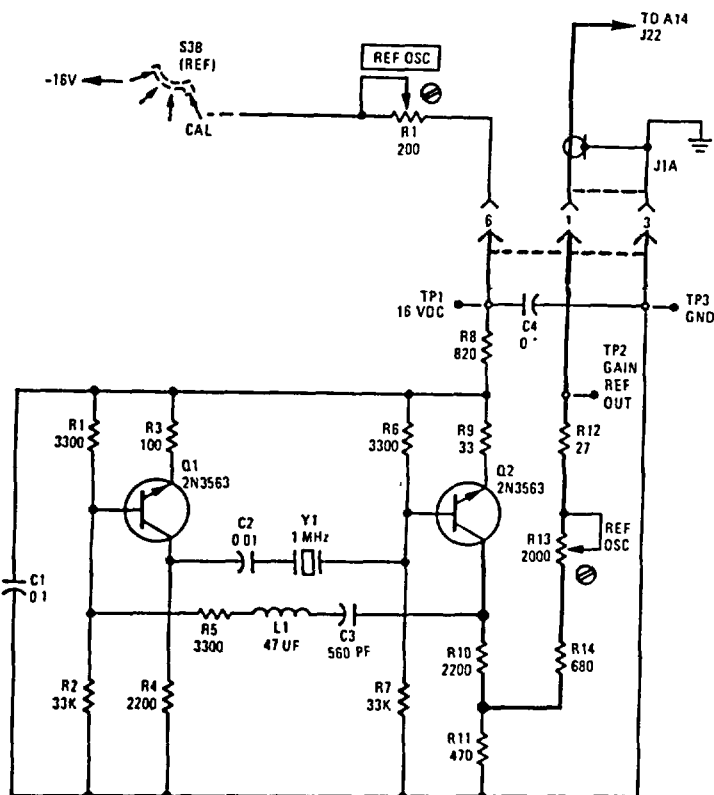 TO A14
J22
S3B
(REF)
REF OSC
-16V
CAL
R1
200
J1A
6
1
3
TP1
16 VDC
C4
TP3
GND
R8
820
TP2
GAIN
REF
OUT
R1
3300
R3
100
R6
3300
R9
33
R12
27
Q1
2N3563
Q2
2N3563
C2
0 01
Y1
1 MHz
R13
2000
REF
OSC
C1
0 1
R5
3300
L1
47 UF
C3
560 PF
R10
2200
R14
680
R2
33K
R4
2200
R7
33K
R11
470